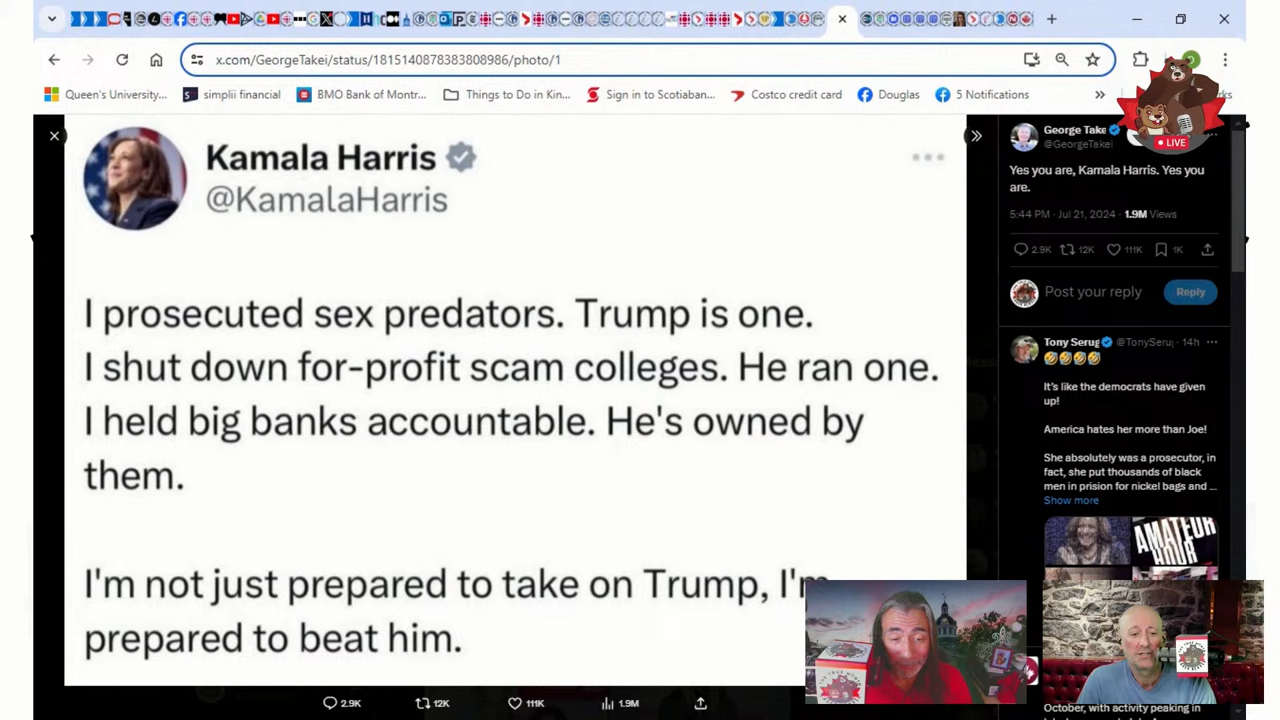 x.com/GeorgeTakei/status/1815140878383808986/photo/1
Queen's University... simplii financial BMO Bank of Montr... Things to Do in Kin... Sign in to Scotiaban... Costco credit card Douglas 5 Notifications
LIVE
Kamala Harris
@KamalaHarris
I prosecuted sex predators. Trump is one.
I shut down for-profit scam colleges. He ran one.
I held big banks accountable. He's owned by
them.
I'm not just prepared to take on Trump, I'm
prepared to beat him.
2.9K 12K 111K 1.9M
George Take
@GeorgeTakei
Yes you are, Kamala Harris. Yes you
are.
5:44 PM · Jul 21, 2024 · 1.9M Views
2.9K 12K 111K 1K
Post your reply Reply
Tony Serug @TonySeru · 14h
It's like the democrats have given
up!
America hates her more than Joe!
She absolutely was a prosecutor, in
fact, she put thousands of black
men in prision for nickel bags and ...
Show more
AMATEUR
HOUR
October, with activity peaking in